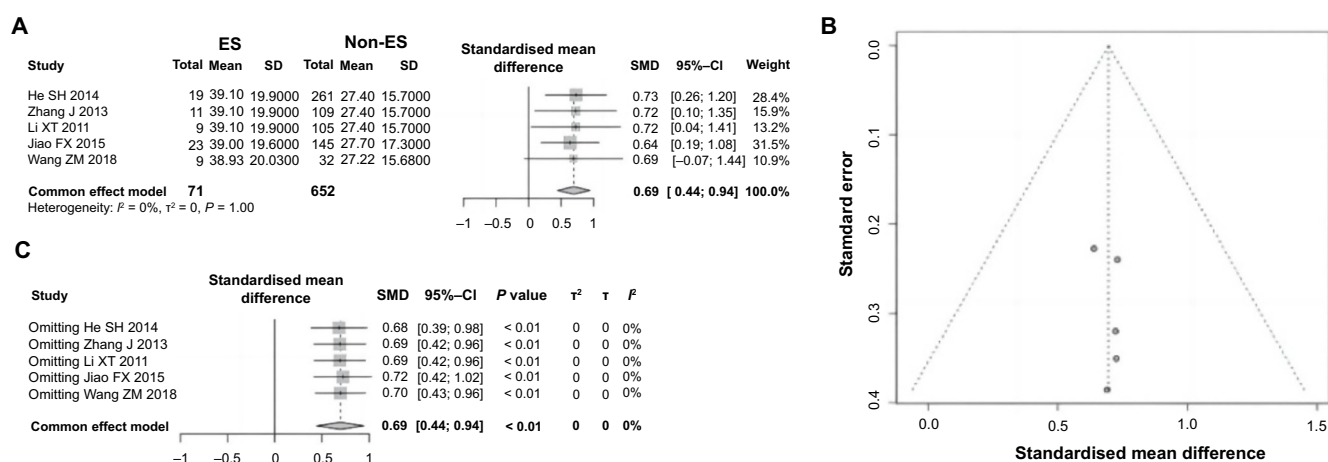 A
ES Non-ES
Study Total Mean SD Total Mean SD Standardised mean difference SMD 95%–CI Weight
He SH 2014 19 39.10 19.9000 261 27.40 15.7000 0.73 [0.26; 1.20] 28.4%
Zhang J 2013 11 39.10 19.9000 109 27.40 15.7000 0.72 [0.10; 1.35] 15.9%
Li XT 2011 9 39.10 19.9000 105 27.40 15.7000 0.72 [0.04; 1.41] 13.2%
Jiao FX 2015 23 39.00 19.6000 145 27.70 17.3000 0.64 [0.19; 1.08] 31.5%
Wang ZM 2018 9 38.93 20.0300 32 27.22 15.6800 0.69 [−0.07; 1.44] 10.9%
Common effect model 71 652 0.69 [ 0.44; 0.94] 100.0%
Heterogeneity: I² = 0%, τ² = 0, P = 1.00
–1 –0.5 0 0.5 1
B
Stamdard error
0.0
0.1
0.2
0.3
0.4
0.0 0.5 1.0 1.5
Standardised mean difference
C
Study Standardised mean difference SMD 95%–CI P value τ² τ I²
Omitting He SH 2014 0.68 [0.39; 0.98] < 0.01 0 0 0%
Omitting Zhang J 2013 0.69 [0.42; 0.96] < 0.01 0 0 0%
Omitting Li XT 2011 0.69 [0.42; 0.96] < 0.01 0 0 0%
Omitting Jiao FX 2015 0.72 [0.42; 1.02] < 0.01 0 0 0%
Omitting Wang ZM 2018 0.70 [0.43; 0.96] < 0.01 0 0 0%
Common effect model 0.69 [0.44; 0.94] < 0.01 0 0 0%
–1 –0.5 0 0.5 1